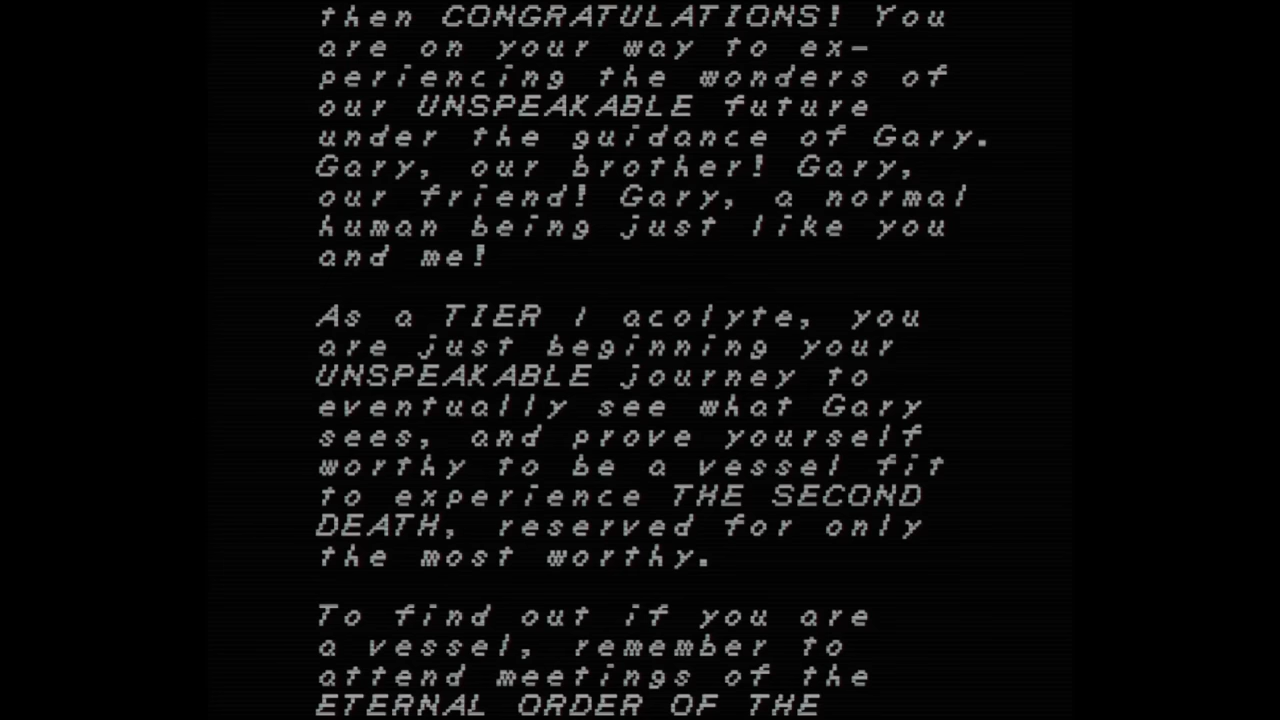 then CONGRATULATIONS! You
are on your way to ex-
periencing the wonders of
our UNSPEAKABLE future
under the guidance of Gary.
Gary, our brother! Gary,
our friend! Gary, a normal
human being just like you
and me!
As a TIER 1 acolyte, you
are just beginning your
UNSPEAKABLE journey to
eventually see what Gary
sees, and prove yourself
worthy to be a vessel fit
to experience THE SECOND
DEATH, reserved for only
the most worthy.
To find out if you are
a vessel, remember to
attend meetings of the
ETERNAL ORDER OF THE